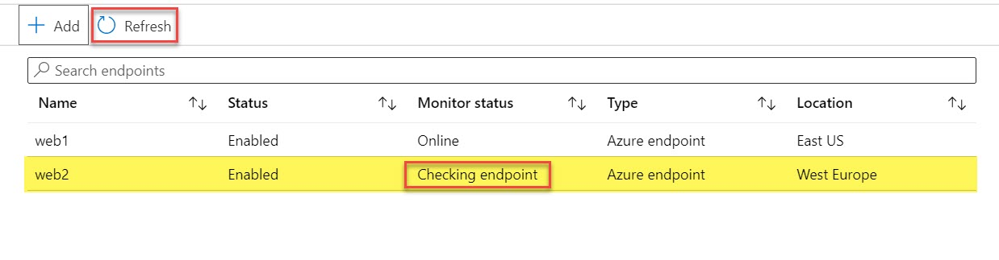 Add Refresh
Search endpoints
Name Status Monitor status Type Location
web1 Enabled Online Azure endpoint East US
web2 Enabled Checking endpoint Azure endpoint West Europe